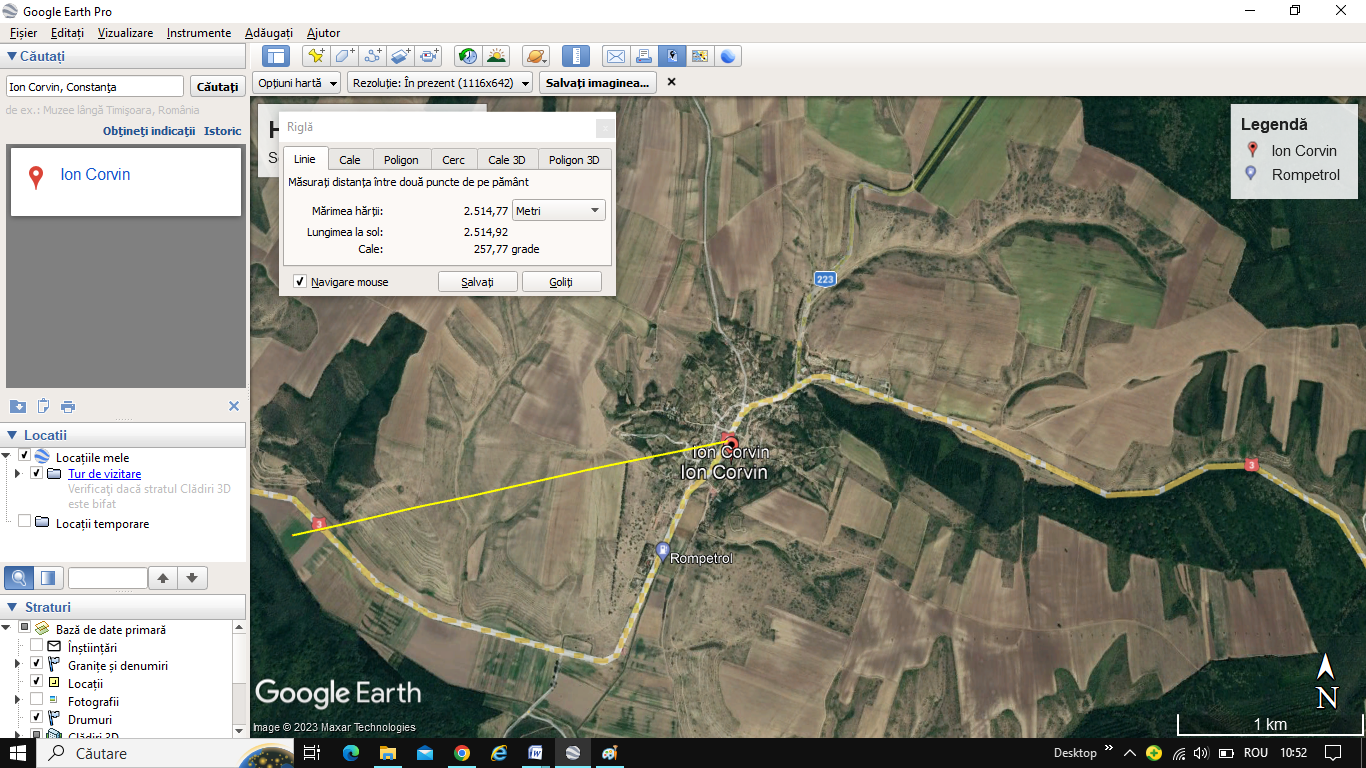 Google Earth Pro
Fișier Editați Vizualizare Instrumente Adăugați Ajutor
Căutați
Ion Corvin, Constanța Căutați
de ex.: Muzee lângă Timișoara, România
Obțineți indicații Istoric
Ion Corvin
Locații
Locațiile mele
Tur de vizitare
Verificați dacă stratul Clădiri 3D
este bifat
Locații temporare
Straturi
Bază de date primară
Înștiințări
Granițe și denumiri
Locații
Fotografii
Drumuri
Clădiri 3D
Opțiuni hartă Rezoluție: În prezent (1116x642) Salvați imaginea...
Riglă
Linie Cale Poligon Cerc Cale 3D Poligon 3D
Măsurați distanța între două puncte de pe pământ
Mărimea hărții: 2.514,77 Metri
Lungimea la sol: 2.514,92
Cale: 257,77 grade
Navigare mouse Salvați Goliți
Legendă
Ion Corvin
Rompetrol
223
Ion Corvin
Ion Corvin
3
3
Rompetrol
Google Earth
Image © 2023 Maxar Technologies
N
1 km
Căutare
Desktop ROU 10:52